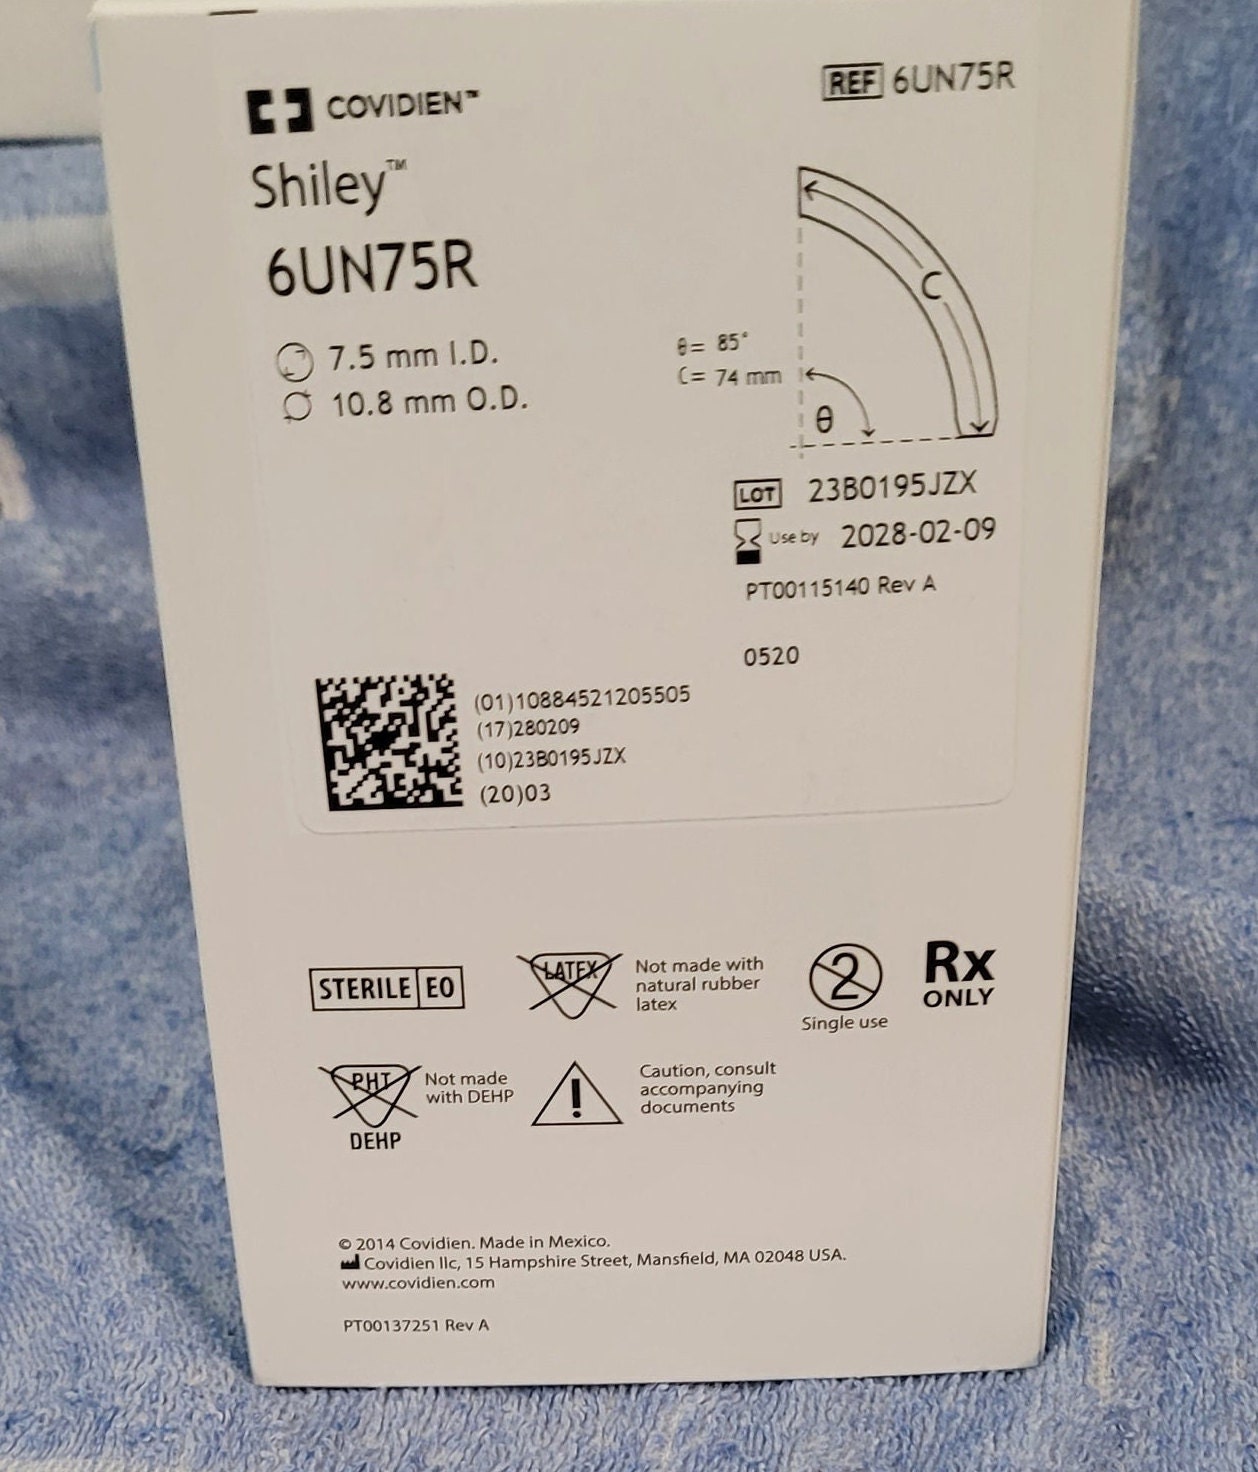 COVIDIEN™
REF 6UN75R
Shiley™
6UN75R
7.5 mm I.D.
10.8 mm O.D.
C
θ= 85°
C= 74 mm
θ
LOT 23B0195JZX
Use by 2028-02-09
PT00115140 Rev A
0520
(01)10884521205505
(17)280209
(10)23B0195JZX
(20)03
STERILE EO
LATEX
Not made with
natural rubber
latex
2
Single use
Rx
ONLY
PHT
DEHP
Not made
with DEHP
!
Caution, consult
accompanying
documents
© 2014 Covidien. Made in Mexico.
Covidien llc, 15 Hampshire Street, Mansfield, MA 02048 USA.
www.covidien.com
PT00137251 Rev A